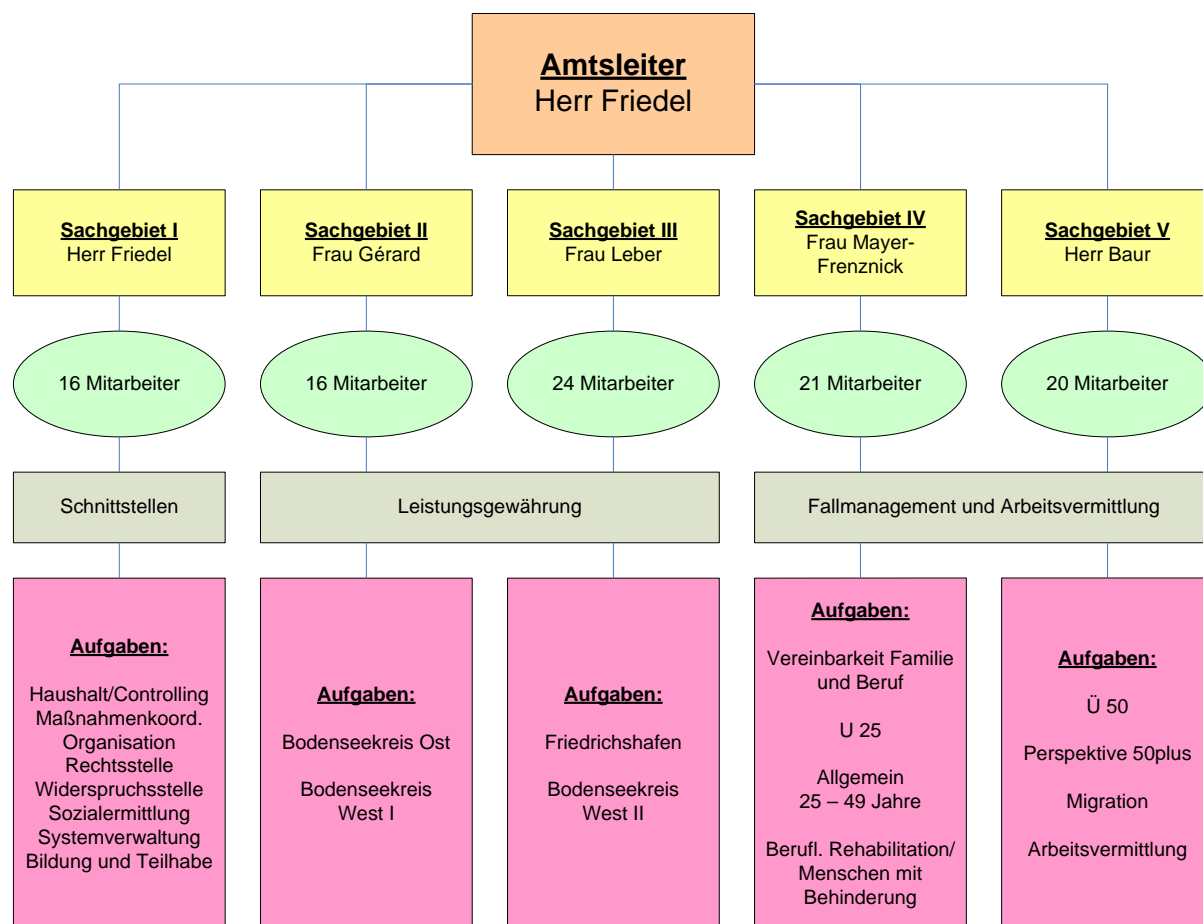 Amtsleiter
Herr Friedel
Sachgebiet I
Herr Friedel
Sachgebiet II
Frau Gérard
Sachgebiet III
Frau Leber
Sachgebiet IV
Frau Mayer-
Frenznick
Sachgebiet V
Herr Baur
16 Mitarbeiter
16 Mitarbeiter
24 Mitarbeiter
21 Mitarbeiter
20 Mitarbeiter
Schnittstellen
Leistungsgewährung
Fallmanagement und Arbeitsvermittlung
Aufgaben:
Haushalt/Controlling
Maßnahmenkoord.
Organisation
Rechtsstelle
Widerspruchsstelle
Sozialermittlung
Systemverwaltung
Bildung und Teilhabe
Aufgaben:
Bodenseekreis Ost
Bodenseekreis
West I
Aufgaben:
Friedrichshafen
Bodenseekreis
West II
Aufgaben:
Vereinbarkeit Familie
und Beruf
U 25
Allgemein
25 – 49 Jahre
Berufl. Rehabilitation/
Menschen mit
Behinderung
Aufgaben:
Ü 50
Perspektive 50plus
Migration
Arbeitsvermittlung